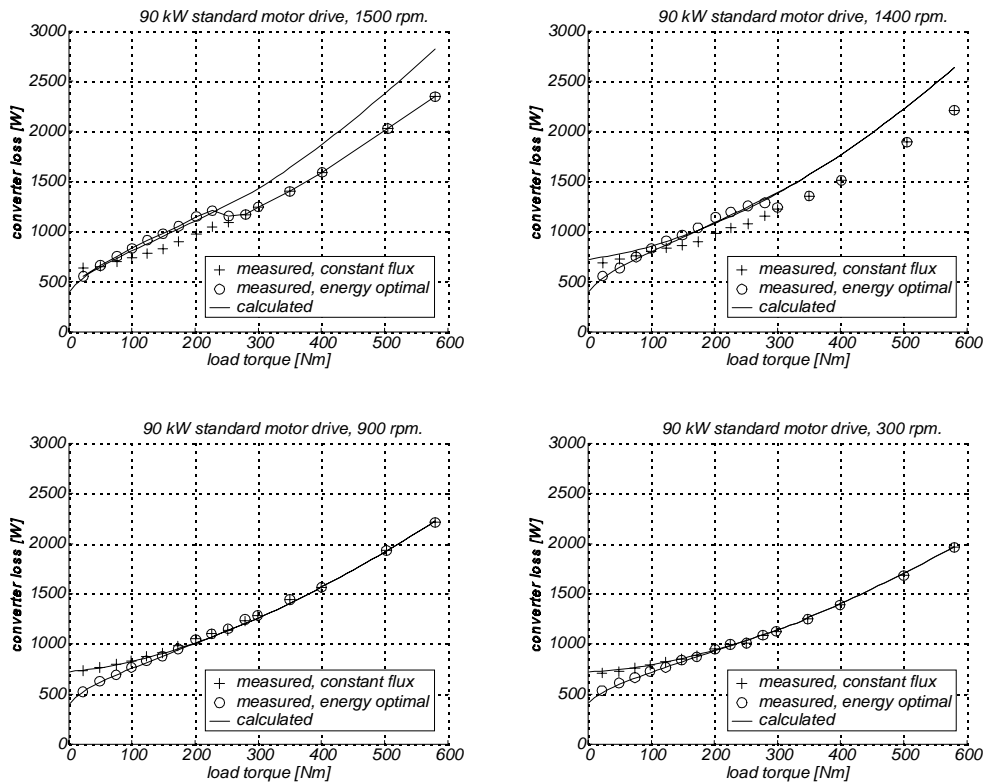 90 kW standard motor drive, 1500 rpm.
3000
2500
2000
1500
1000
500
0
converter loss [W]
+ measured, constant flux
measured, energy optimal
calculated
0 100 200 300 400 500 600
load torque [Nm]
90 kW standard motor drive, 1400 rpm.
3000
2500
2000
1500
1000
500
0
converter loss [W]
+ measured, constant flux
measured, energy optimal
calculated
0 100 200 300 400 500 600
load torque [Nm]
90 kW standard motor drive, 900 rpm.
3000
2500
2000
1500
1000
500
0
converter loss [W]
+ measured, constant flux
measured, energy optimal
calculated
0 100 200 300 400 500 600
load torque [Nm]
90 kW standard motor drive, 300 rpm.
3000
2500
2000
1500
1000
500
0
converter loss [W]
+ measured, constant flux
measured, energy optimal
calculated
0 100 200 300 400 500 600
load torque [Nm]